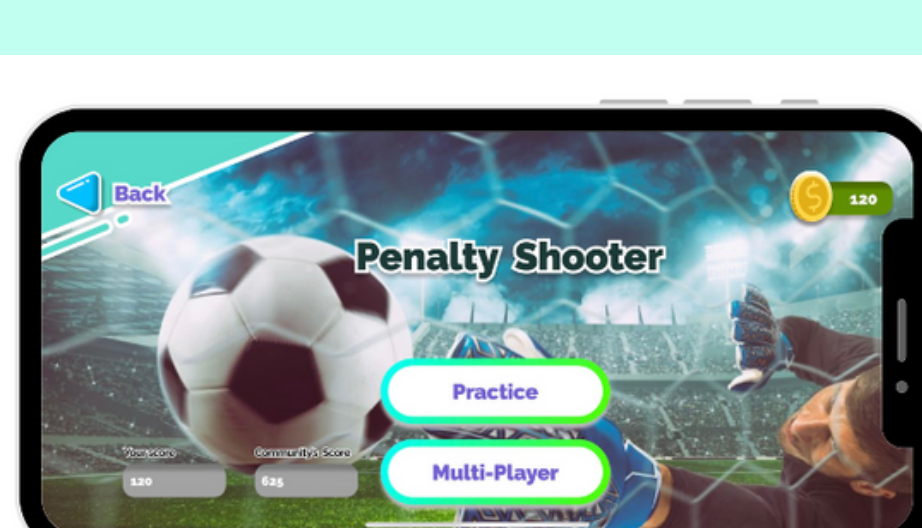 Back
120
Penalty Shooter
Practice
Multi-Player
Your score
Community's Score
120
625